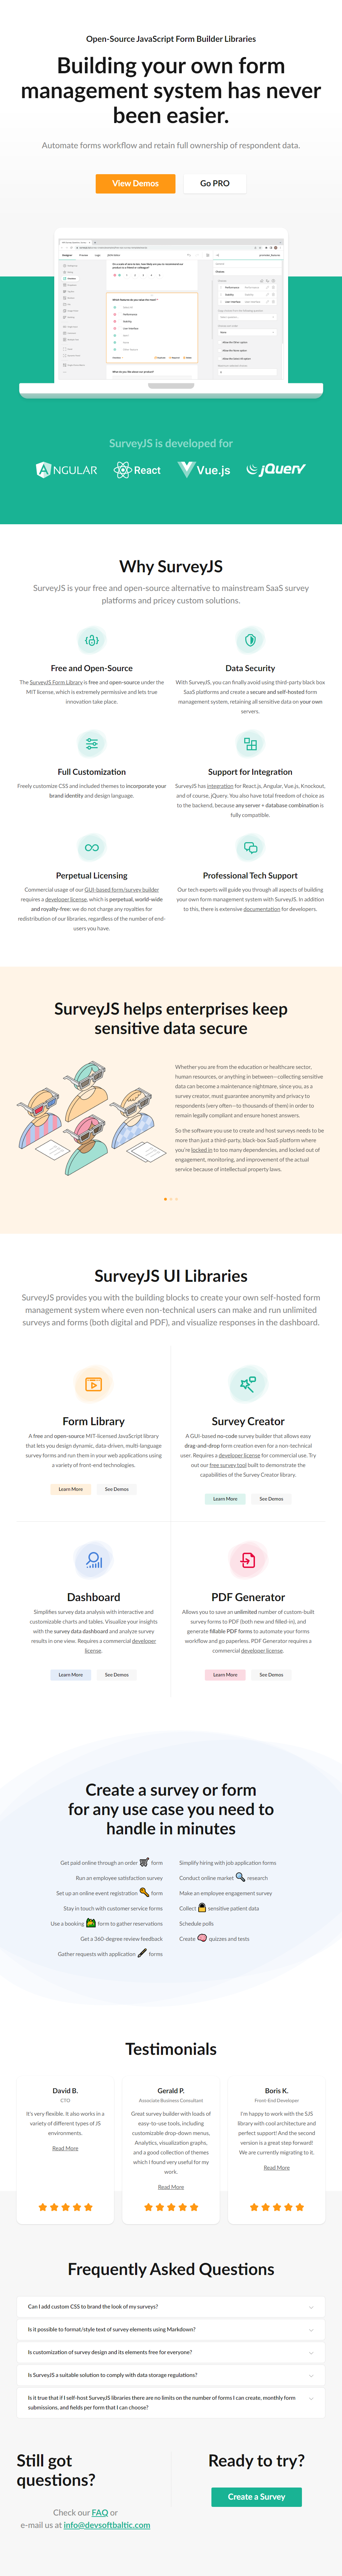 Open-Source JavaScript Form Builder Libraries
Building your own form
management system has never
been easier.
Automate forms workflow and retain full ownership of respondent data.
View Demos
Go PRO
SurveyJS is developed for
NGULAR
React
Vue.js
jQuery
Why SurveyJS
SurveyJS is your free and open-source alternative to mainstream SaaS survey
platforms and pricey custom solutions.
Free and Open-Source
The SurveyJS Form Library is free and open-source under the
MIT license, which is extremely permissive and lets true
innovation take place.
Data Security
With SurveyJS, you can finally avoid using third-party black box
SaaS platforms and create a secure and self-hosted form
management system, retaining all sensitive data on your own
servers.
Full Customization
Freely customize CSS and included themes to incorporate your
brand identity and design language.
Support for Integration
SurveyJS has integration for React.js, Angular, Vue.js, Knockout,
and of course, jQuery. You also have total freedom of choice as
to the backend, because any server + database combination is
fully compatible.
Perpetual Licensing
Commercial usage of our GUI-based form/survey builder
requires a developer license, which is perpetual, world-wide
and royalty-free; we do not charge any royalties for
redistribution of our libraries, regardless of the number of end-
users you have.
Professional Tech Support
Our tech experts will guide you through all aspects of building
your own form management system with SurveyJS. In addition
to this, there is extensive documentation for developers.
SurveyJS helps enterprises keep
sensitive data secure
Whether you are from the education or healthcare sector,
human resources, or anything in between—collecting sensitive
data can become a maintenance nightmare, since you, as a
survey creator, must guarantee anonymity and privacy to
respondents (very often—to thousands of them) in order to
remain legally compliant and ensure honest answers.
So the software you use to create and host surveys needs to be
more than just a third-party, black-box SaaS platform where
you're locked in to too many dependencies, and locked out of
engagement, monitoring, and improvement of the actual
service because of intellectual property laws.
SurveyJS UI Libraries
SurveyJS provides you with the building blocks to create your own self-hosted form
management system where even non-technical users can make and run unlimited
surveys and forms (both digital and PDF), and visualize responses in the dashboard.
Form Library
A free and open-source MIT-licensed JavaScript library
that lets you design dynamic, data-driven, multi-language
survey forms and run them in your web applications using
a variety of front-end technologies.
Learn More
See Demos
Survey Creator
A GUI-based no-code survey builder that allows easy
drag-and-drop form creation even for a non-technical
user. Requires a developer license for commercial use. Try
out our free survey tool built to demonstrate the
capabilities of the Survey Creator library.
Learn More
See Demos
Dashboard
Simplifies survey data analysis with interactive and
customizable charts and tables. Visualize your insights
with the survey data dashboard and analyze survey
results in one view. Requires a commercial developer
license.
Learn More
See Demos
PDF Generator
Allows you to save an unlimited number of custom-built
survey forms to PDF (both new and filled-in), and
generate fillable PDF forms to automate your forms
workflow and go paperless. PDF Generator requires a
commercial developer license.
Learn More
See Demos
Create a survey or form
for any use case you need to
handle in minutes
Get paid online through an order form
Run an employee satisfaction survey
Set up an online event registration form
Stay in touch with customer service forms
Use a booking form to gather reservations
Get a 360-degree review feedback
Gather requests with application forms
Simplify hiring with job application forms
Conduct online market research
Make an employee engagement survey
Collect sensitive patient data
Schedule polls
Create quizzes and tests
Testimonials
David B.
CTO
It's very flexible. It also works in a
variety of different types of JS
environments.
Read More
Gerald P.
Associate Business Consultant
Great survey builder with loads of
easy-to-use tools, including
customizable drop-down menus,
Analytics, visualization graphs,
and a good collection of themes
which I found very useful for my
work.
Read More
Boris K.
Front-End Developer
I'm happy to work with the SJS
library with cool architecture and
perfect support! And the second
version is a great step forward!
We are currently migrating to it.
Read More
Frequently Asked Questions
Can I add custom CSS to brand the look of my surveys?
Is it possible to format/style text of survey elements using Markdown?
Is customization of survey design and its elements free for everyone?
Is SurveyJS a suitable solution to comply with data storage regulations?
Is it true that if I self-host SurveyJS libraries there are no limits on the number of forms I can create, monthly form
submissions, and fields per form that I can choose?
Still got
questions?
Check our FAQ or
e-mail us at info@devsoftbaltic.com
Ready to try?
Create a Survey